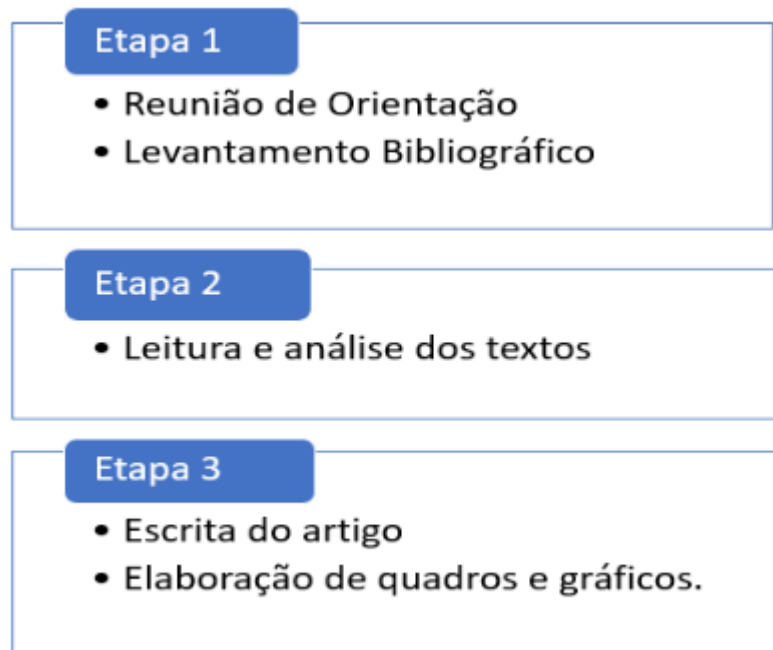 Etapa 1
• Reunião de Orientação
• Levantamento Bibliográfico
Etapa 2
• Leitura e análise dos textos
Etapa 3
• Escrita do artigo
• Elaboração de quadros e gráficos.